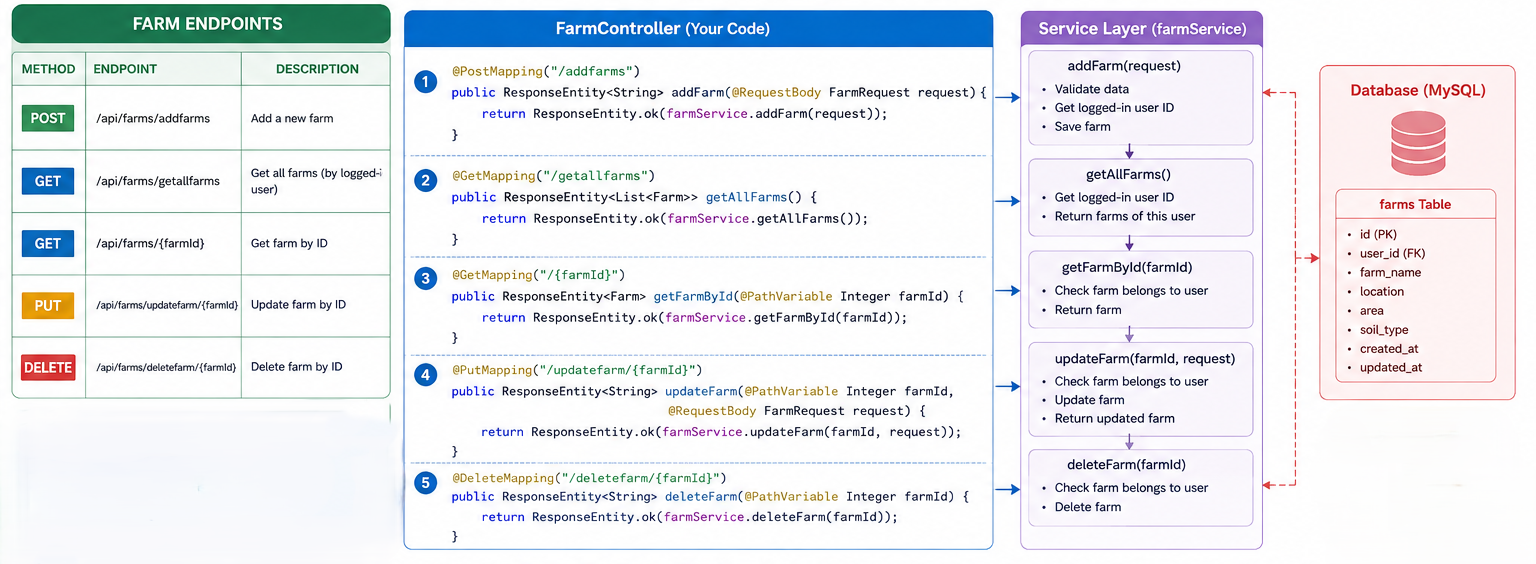 FARM ENDPOINTS
METHOD ENDPOINT DESCRIPTION
POST /api/farms/addfarms Add a new farm
GET /api/farms/getallfarms Get all farms (by logged-i
user)
GET /api/farms/{farmId} Get farm by ID
PUT /api/farms/updatefarm/{farmId} Update farm by ID
DELETE /api/farms/deletefarm/{farmId} Delete farm by ID
FarmController (Your Code)
1
@PostMapping("/addfarms")
public ResponseEntity<String> addFarm(@RequestBody FarmRequest request) {
return ResponseEntity.ok(farmService.addFarm(request));
}
2
@GetMapping("/getallfarms")
public ResponseEntity<List<Farm>> getAllFarms() {
return ResponseEntity.ok(farmService.getAllFarms());
}
3
@GetMapping("/{farmId}")
public ResponseEntity<Farm> getFarmById(@PathVariable Integer farmId) {
return ResponseEntity.ok(farmService.getFarmById(farmId));
}
4
@PutMapping("/updatefarm/{farmId}")
public ResponseEntity<String> updateFarm(@PathVariable Integer farmId,
@RequestBody FarmRequest request) {
return ResponseEntity.ok(farmService.updateFarm(farmId, request));
}
5
@DeleteMapping("/deletefarm/{farmId}")
public ResponseEntity<String> deleteFarm(@PathVariable Integer farmId) {
return ResponseEntity.ok(farmService.deleteFarm(farmId));
}
Service Layer (farmService)
addFarm(request)
• Validate data
• Get logged-in user ID
• Save farm
getAllFarms()
• Get logged-in user ID
• Return farms of this user
getFarmById(farmId)
• Check farm belongs to user
• Return farm
updateFarm(farmId, request)
• Check farm belongs to user
• Update farm
• Return updated farm
deleteFarm(farmId)
• Check farm belongs to user
• Delete farm
Database (MySQL)
farms Table
• id (PK)
• user_id (FK)
• farm_name
• location
• area
• soil_type
• created_at
• updated_at